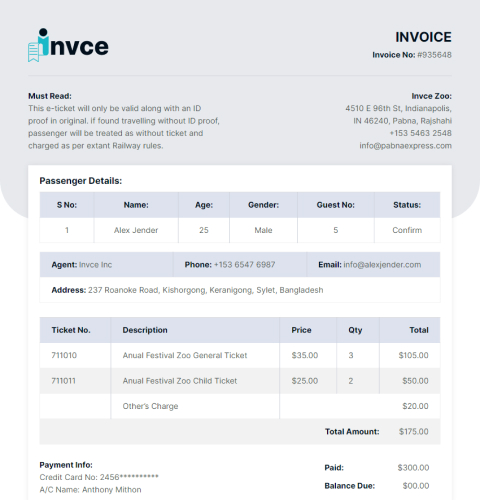 invce
INVOICE
Invoice No: #935648
Must Read:
This e-ticket will only be valid along with an ID
proof in original. if found travelling without ID proof,
passenger will be treated as without ticket and
charged as per extant Railway rules.
Invce Zoo:
4510 E 96th St, Indianapolis,
IN 46240, Pabna, Rajshahi
+153 5463 2548
info@pabnaexpress.com
Passenger Details:
S No: Name: Age: Gender: Guest No: Status:
1 Alex Jender 25 Male 5 Confirm
Agent: Invce Inc Phone: +153 6547 6987 Email: info@alexjender.com
Address: 237 Roanoke Road, Kishorgong, Keranigong, Sylet, Bangladesh
Ticket No. Description Price Qty Total
711010 Anual Festival Zoo General Ticket $35.00 3 $105.00
711011 Anual Festival Zoo Child Ticket $25.00 2 $50.00
Other's Charge $20.00
Total Amount: $175.00
Payment Info:
Credit Card No: 2456**********
A/C Name: Anthony Mithon
Paid: $300.00
Balance Due: $00.00